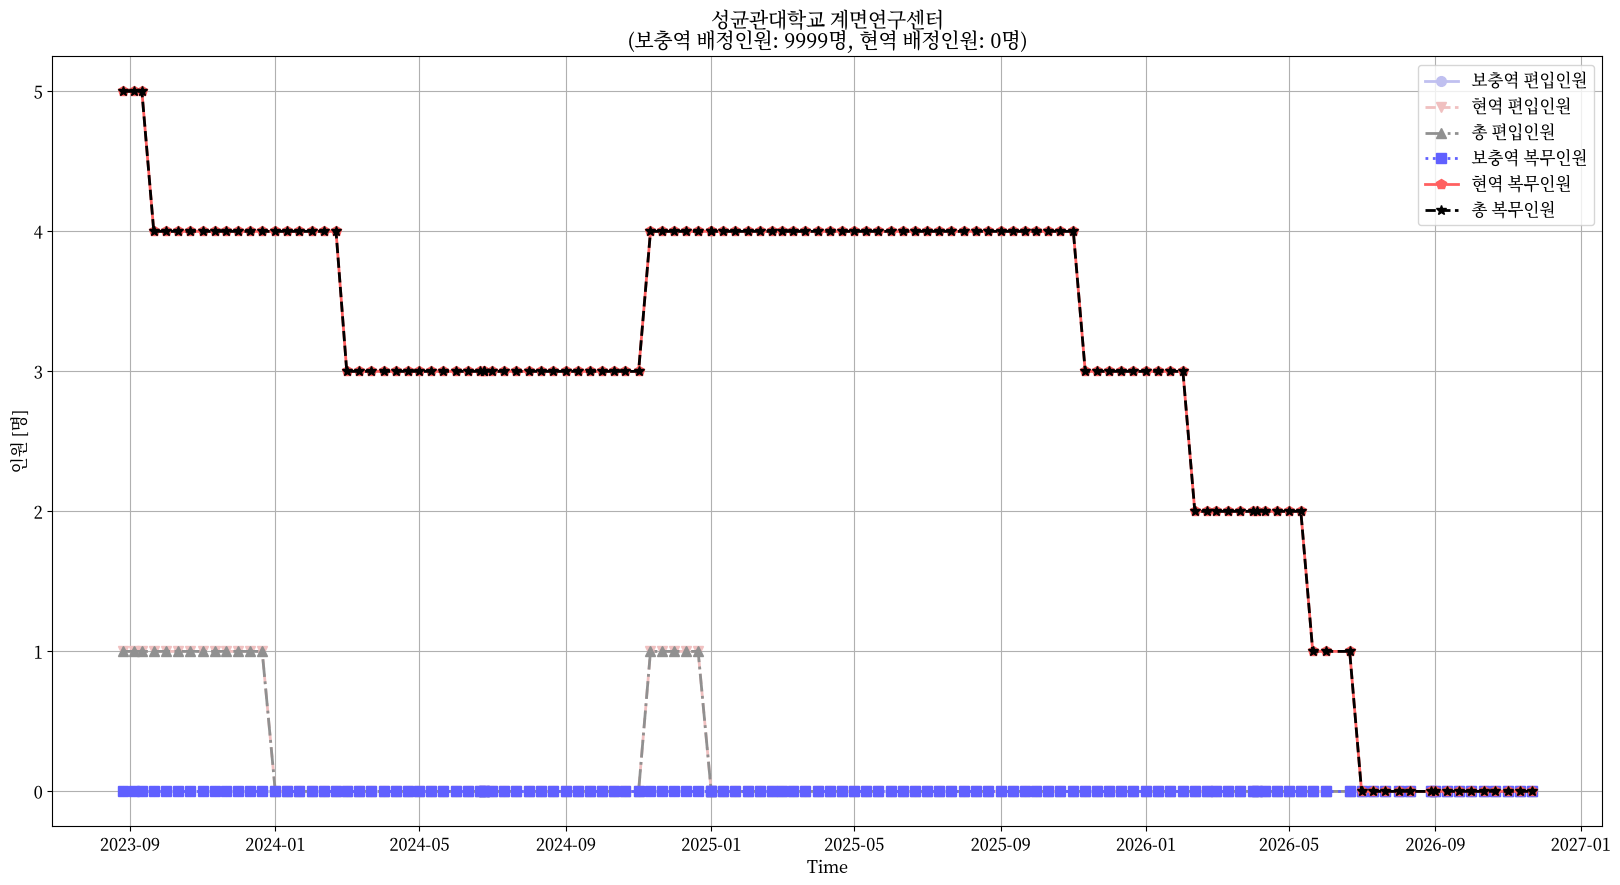 성균관대학교 계면연구센터
(보충역 배정인원: 9999명, 현역 배정인원: 0명)
보충역 편입인원
현역 편입인원
총 편입인원
보충역 복무인원
현역 복무인원
총 복무인원
인원 [명]
5
4
3
2
1
0
2023-09
2024-01
2024-05
2024-09
2025-01
2025-05
2025-09
2026-01
2026-05
2026-09
2027-01
Time